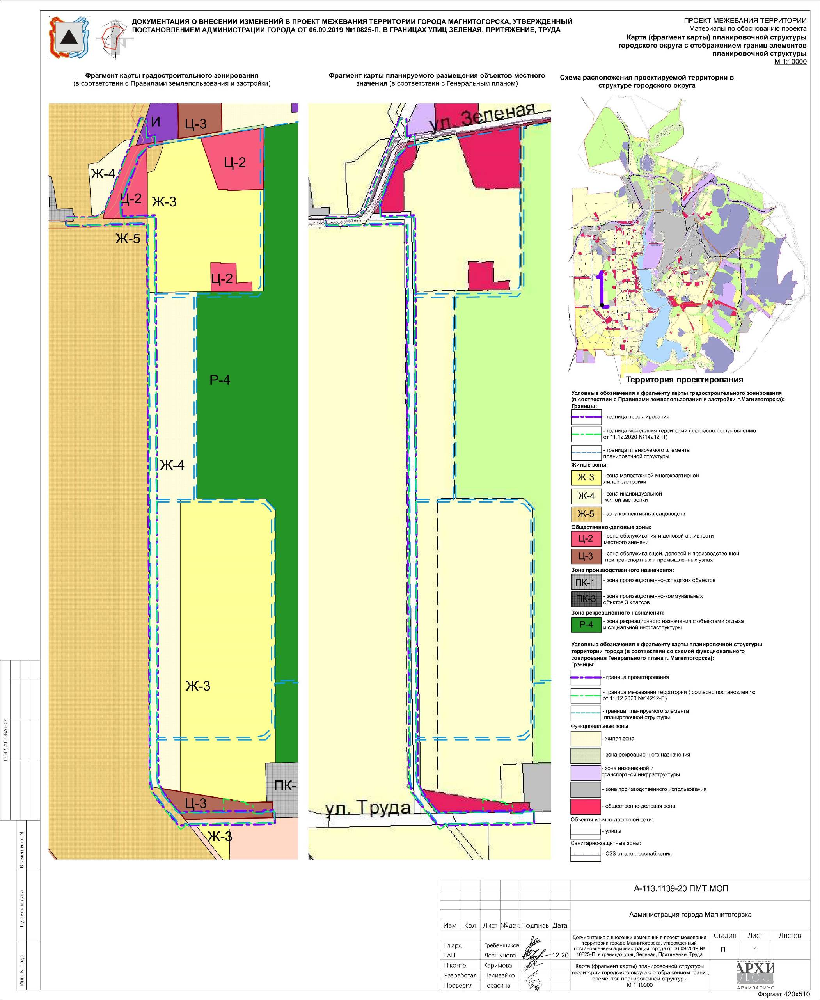 ДОКУМЕНТАЦИЯ О ВНЕСЕНИИ ИЗМЕНЕНИЙ В ПРОЕКТ МЕЖЕВАНИЯ ТЕРРИТОРИИ ГОРОДА МАГНИТОГОРСКА, УТВЕРЖДЕННЫЙ
ПОСТАНОВЛЕНИЕМ АДМИНИСТРАЦИИ ГОРОДА ОТ 06.09.2019 №10825-П, В ГРАНИЦАХ УЛИЦ ЗЕЛЕНАЯ, ПРИТЯЖЕНИЕ, ТРУДА
ПРОЕКТ МЕЖЕВАНИЯ ТЕРРИТОРИИ
Материалы по обоснованию проекта
Карта (фрагмент карты) планировочной структуры
городского округа с отображением границ элементов
планировочной структуры
М 1:10000
Фрагмент карты градостроительного зонирования
(в соответствии с Правилами землепользования и застройки)
Фрагмент карты планируемого размещения объектов местного
значения (в соответствии с Генеральным планом)
Схема расположения проектируемой территории в
структуре городского округа
И
Ц-3
Ц-2
Ж-4
Ц-2
Ж-3
Ж-5
Ц-2
Р-4
Ж-4
Ж-3
ПК-
Ц-3
Ж-3
ул. Зеленая
ул. Труда
Территория проектирования
Условные обозначения к фрагменту карты градостроительного зонирования
(в соотвествии с Правилами землепользования и застройки г.Магнитогорска):
Границы:
- граница проектирования
- граница межевания территории ( согласно постановлению
от 11.12.2020 №14212-П)
- граница планируемого элемента
планировочной структуры
Жилые зоны:
Ж-3 - зона малоэтажной многоквартирной
жилой застройки
Ж-4 - зона индивидуальной
жилой застройки
Ж-5 - зона коллективных садоводств
Общественно-деловые зоны:
Ц-2 - зона обслуживания и деловой активности
местного значени
Ц-3 - зона обслуживающей, деловой и производственной
при транспортных и промышленных узлах
Зона производственного назначения:
ПК-1 - зона производственно-складских объектов
ПК-3 - зона производственно-коммунальных
объктов 3 классов
Зона рекреационного назначения:
Р-4 - зона рекреационного назначения с объектами отдыха
и социальной инфраструктуры
Условные обозначения к фрагменту карты планировочной структуры
территории города (в соотвествии со схемой функционального
зонирования Генерального плана г. Магнитогорска):
Границы:
- граница проектирования
- граница межевания территории ( согласно постановлению
от 11.12.2020 №14212-П)
- граница планируемого элемента
планировочной структуры
Функциональные зоны
- жилая зона
- зона рекреационного назначения
- зона инженерной и
транспортной инфраструктуры
- зона производственного использования
- общественно-деловая зона
Объекты улично-дорожной сети:
- улицы
Санитарно-защитные зоны:
- СЗЗ от электроснабжения
СОГЛАСОВАНО:
Взамен инв. N
Подпись и дата
Инв. N подл.
А-113.1139-20 ПМТ.МОП
Администрация города Магнитогорска
Изм Кол Лист №док Подпись Дата
Гл.арх. Гребенщиков
ГАП Левшунова 12.20
Н.контр. Каримова
Разработал Наливайко
Проверил Герасина
Документация о внесении изменений в проект межевания
территории города Магнитогорска, утвержденный
постановлением администрации города от 06.09.2019 №
10825-П, в границах улиц Зеленая, Притяжение, Труда
Стадия Лист Листов
П 1
Карта (фрагмент карты) планировочной структуры
территории городского округа с отображением границ
элементов планировочной структуры
М 1:10000
АРХИ
АРХИВАРИУС
Формат 420x510